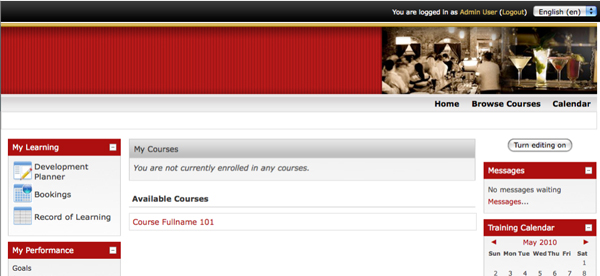 You are logged in as Admin User (Logout)
English (en)
Home Browse Courses Calendar
My Learning
Development
Planner
Bookings
Record of Learning
My Performance
Goals
My Courses
You are not currently enrolled in any courses.
Available Courses
Course Fullname 101
Turn editing on
Messages
No messages waiting
Messages...
Training Calendar
◄ May 2010 ►
Sun Mon Tue Wed Thu Fri Sat
1
2 3 4 5 6 7 8